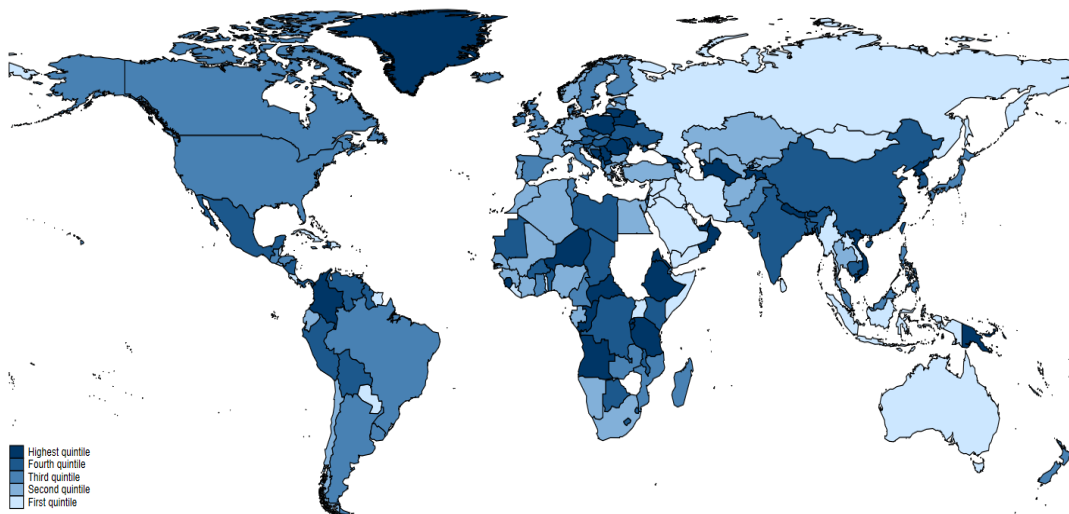 Highest quintile
Fourth quintile
Third quintile
Second quintile
First quintile